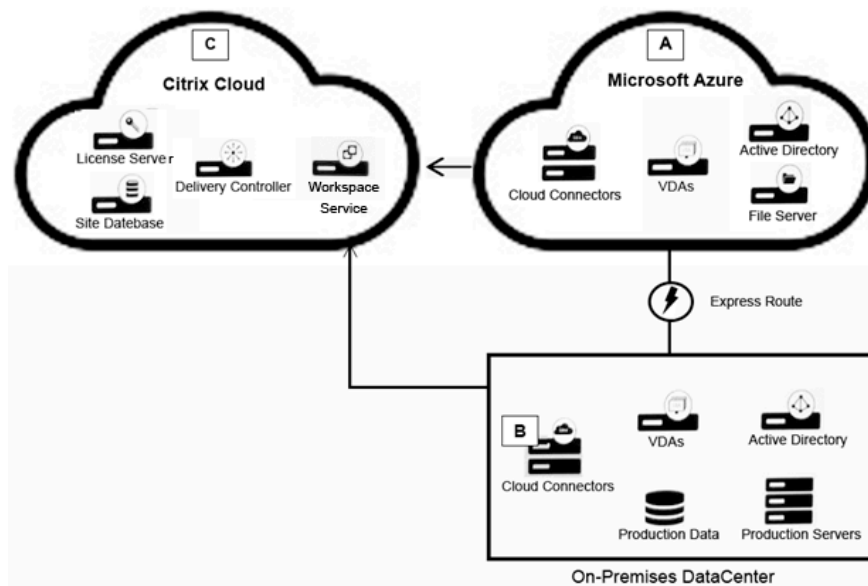 C
Citrix Cloud
License Server
Delivery Controller
Workspace
Service
Site Datebase
A
Microsoft Azure
Cloud Connectors
VDAs
Active Directory
File Server
Express Route
B
Cloud Connectors
VDAs
Active Directory
Production Data
Production Servers
On-Premises DataCenter